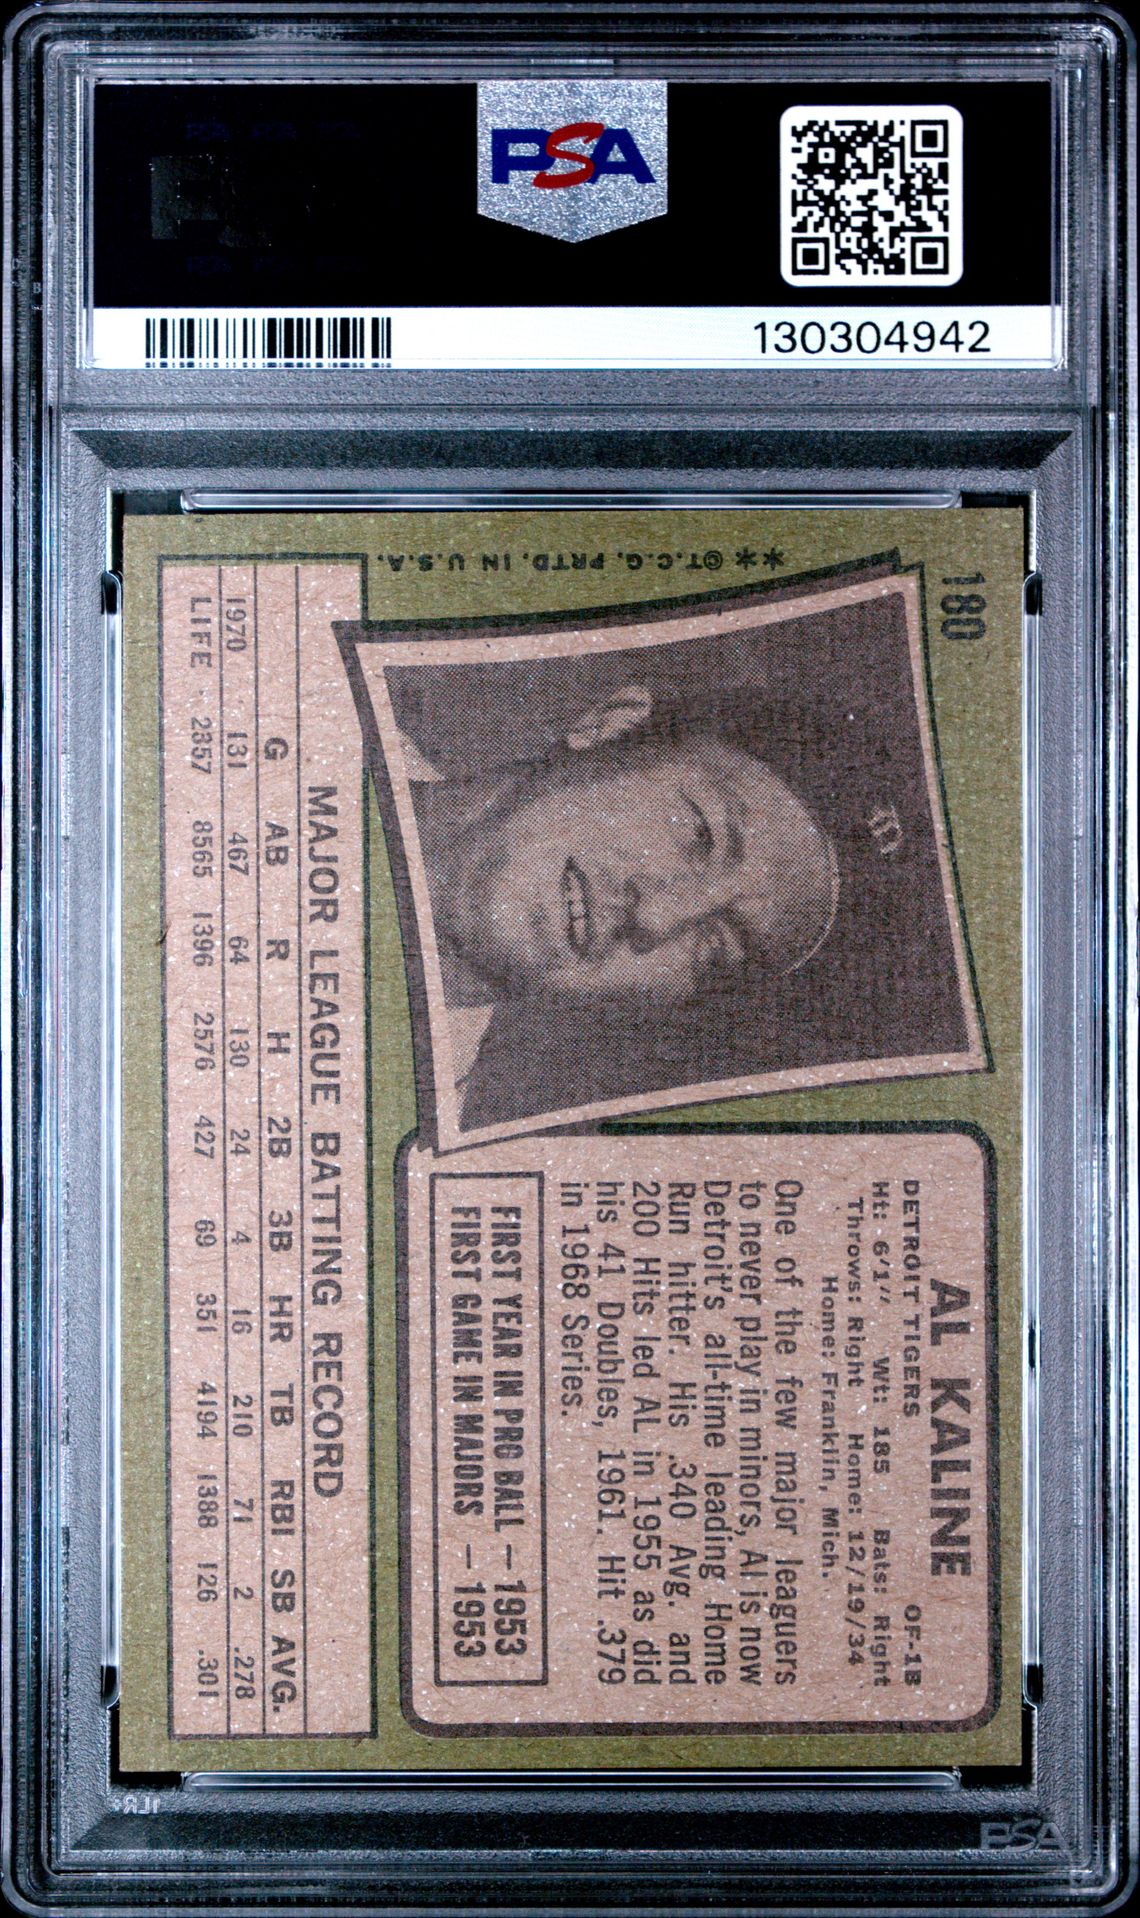 PSA
130304942
180
AL KALINE OF-1B
DETROIT TIGERS
Ht: 6'1" Wt: 185 Bats: Right
Throws: Right Home: 12/19/34
Home: Franklin, Mich.
One of the few major leaguers
to never play in minors, Al is now
Detroit's all-time leading Home
Run hitter. His .340 Avg. and
200 Hits led AL in 1955 as did
his 41 Doubles, 1961. Hit .379
in 1968 Series.
FIRST YEAR IN PRO BALL — 1953
FIRST GAME IN MAJORS — 1953
**©T.C.G. PRTD. IN U.S.A.
MAJOR LEAGUE BATTING RECORD
G AB R H 2B 3B HR TB RBI SB AVG.
1970 131 467 64 130 24 4 16 210 71 2 .278
LIFE 2357 8565 1396 2576 427 69 351 4194 1388 126 .301
PSA